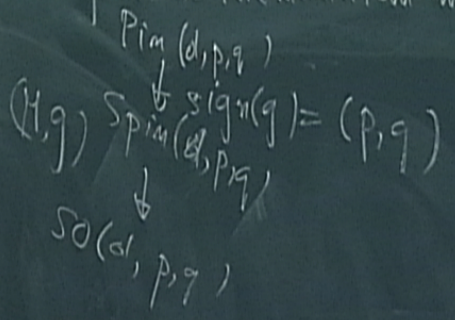 Pin (d,p,q)
↓
(M,g) Spin(d,p,q) sign(g) = (p,q)
↓
SO(d,p,q)